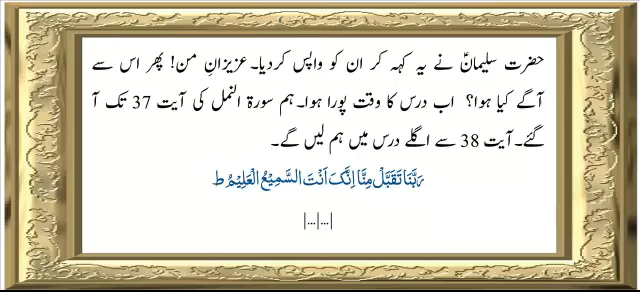 حضرت سلیمانؑ نے یہ کہہ کر ان کو واپس کردیا۔عزیزانِ من! پھر اس سے
آگے کیا ہوا؟ اب درس کا وقت پورا ہوا۔ہم سورۃ النمل کی آیت 37 تک آ
گئے۔آیت 38 سے اگلے درس میں ہم لیں گے۔
رَبَّنَا تَقَبَّلْ مِنَّا اِنَّکَ اَنْتَ السَّمِیْعُ الْعَلِیْمُ ط
|...|...|